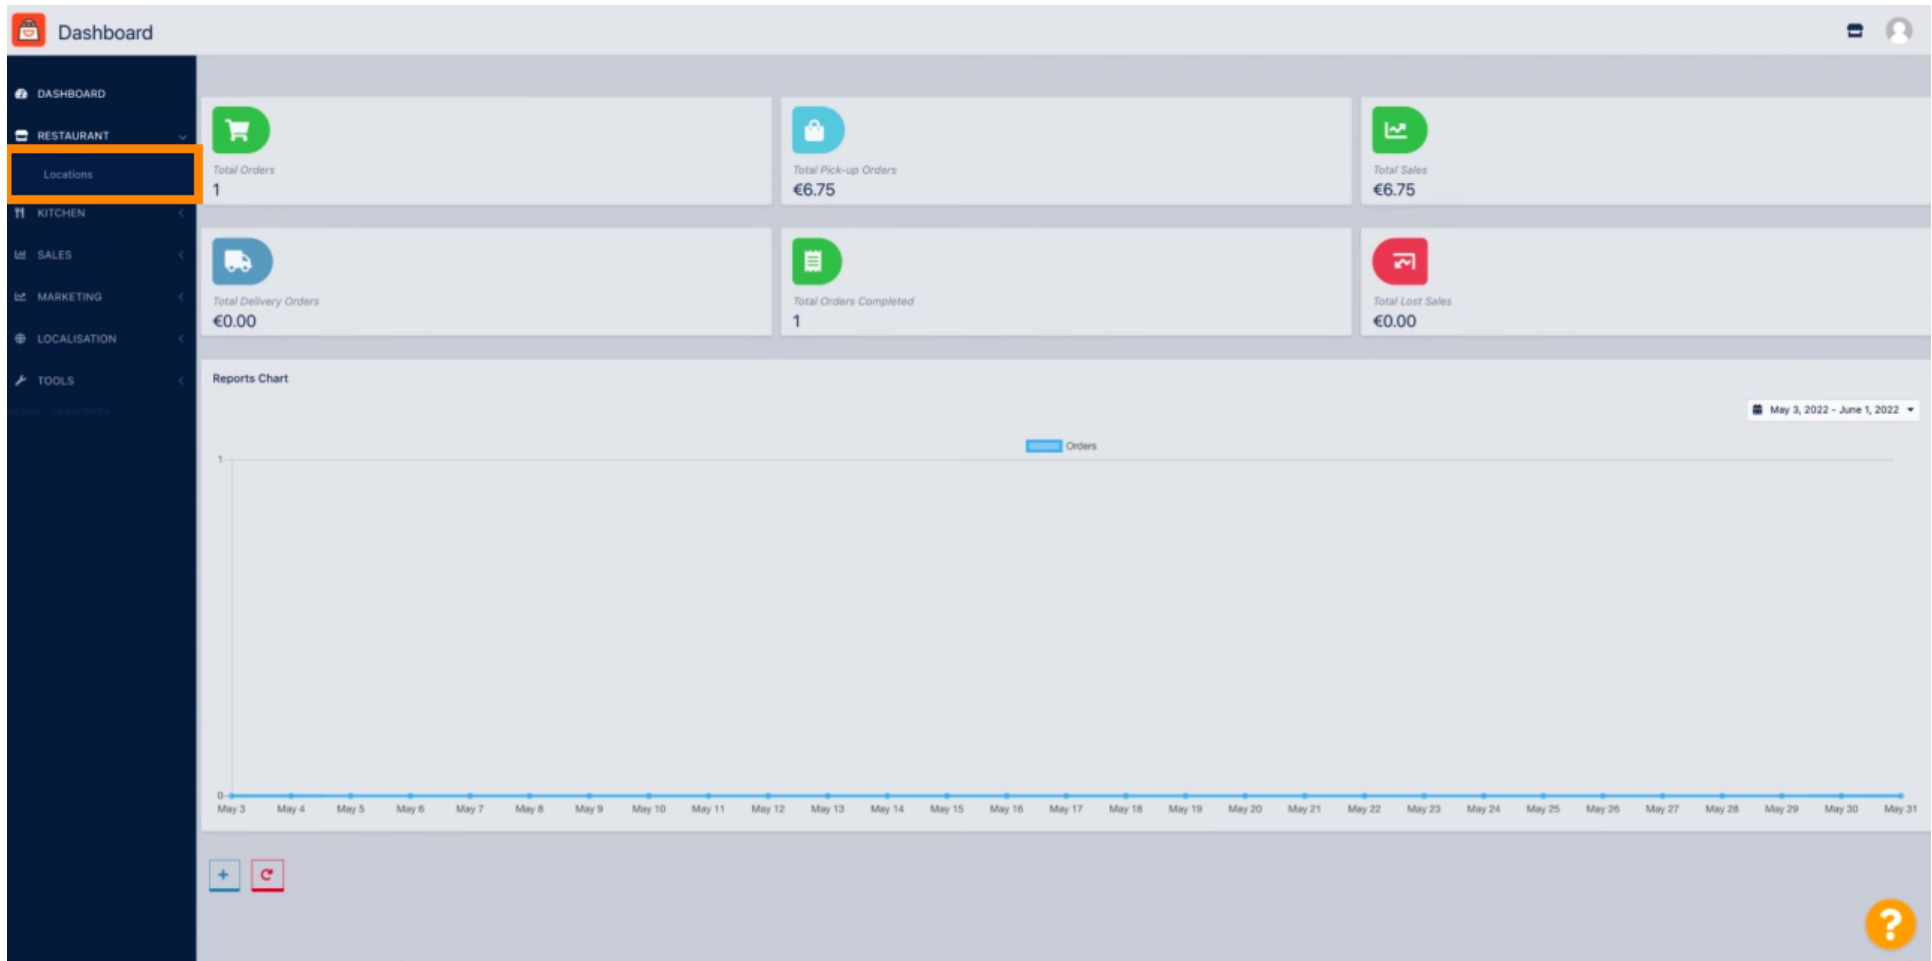 Dashboard
DASHBOARD
RESTAURANT
Locations
KITCHEN
SALES
MARKETING
LOCALISATION
TOOLS
Total Orders
1
Total Pick-up Orders
€6.75
Total Sales
€6.75
Total Delivery Orders
€0.00
Total Orders Completed
1
Total Lost Sales
€0.00
Reports Chart
May 3, 2022 - June 1, 2022
Orders
1
0
May 3 May 4 May 5 May 6 May 7 May 8 May 9 May 10 May 11 May 12 May 13 May 14 May 15 May 16 May 17 May 18 May 19 May 20 May 21 May 22 May 23 May 24 May 25 May 26 May 27 May 28 May 29 May 30 May 31
?